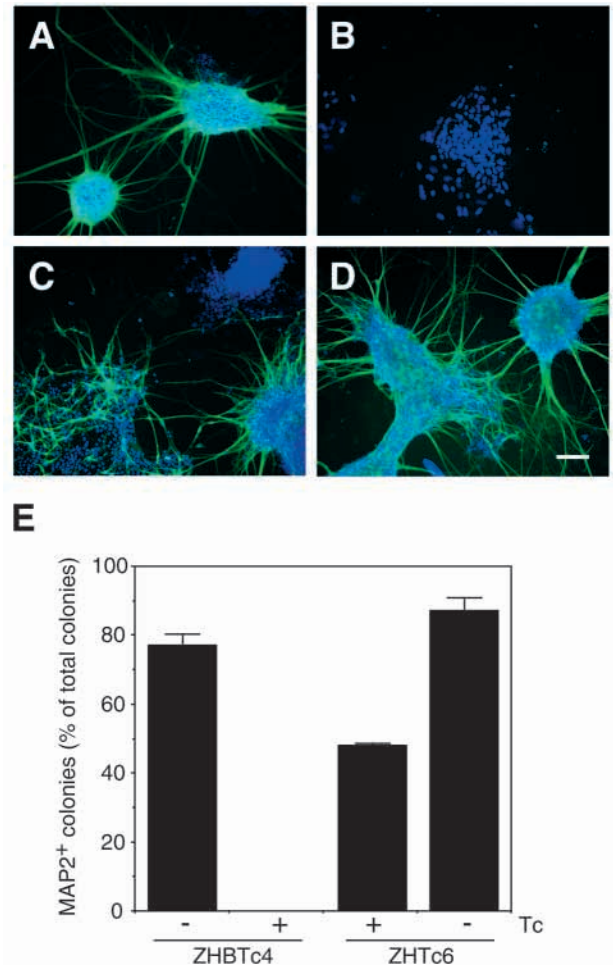 A
B
C
D
E
MAP2+ colonies (% of total colonies)
100
80
60
40
20
0
- + + - Tc
ZHBTc4 ZHTc6